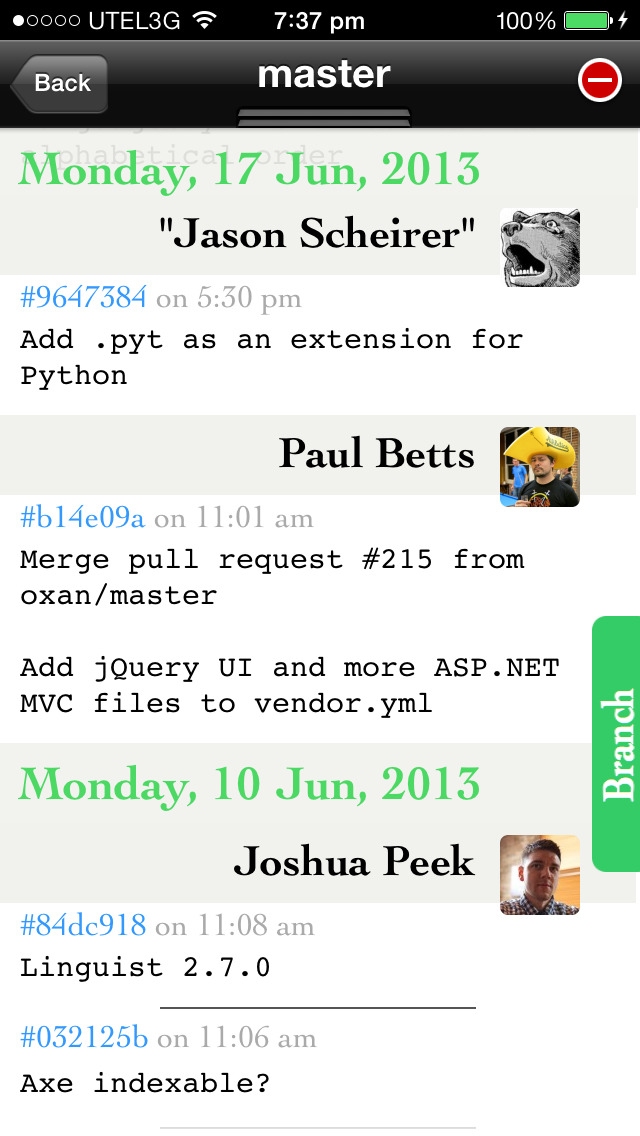 UTEL3G 7:37 pm 100%
Back master
alphabetical order
Monday, 17 Jun, 2013
"Jason Scheirer"
#9647384 on 5:30 pm
Add .pyt as an extension for
Python
Paul Betts
#b14e09a on 11:01 am
Merge pull request #215 from
oxan/master
Add jQuery UI and more ASP.NET
MVC files to vendor.yml
Branch
Monday, 10 Jun, 2013
Joshua Peek
#84dc918 on 11:08 am
Linguist 2.7.0
#032125b on 11:06 am
Axe indexable?